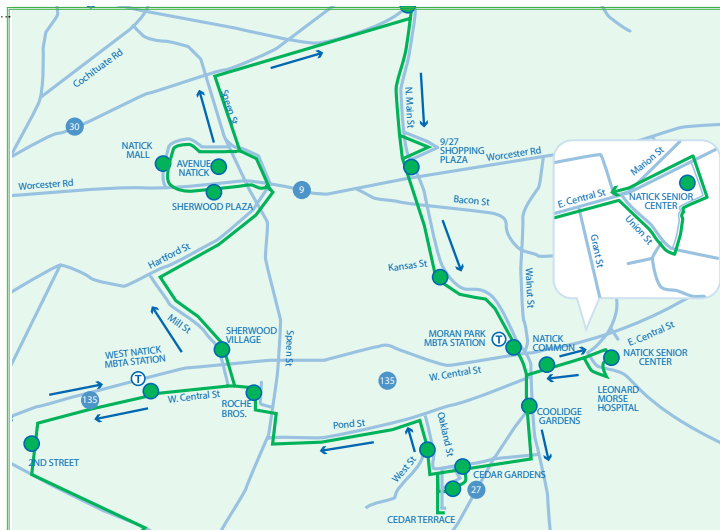 Cochituate Rd
30
Speen St
N. Main St
NATICK
MALL
AVENUE
NATICK
9/27
SHOPPING
PLAZA
Worcester Rd
Worcester Rd
9
SHERWOOD PLAZA
Bacon St
Marion St
E. Central St
NATICK SENIOR
CENTER
Union St
Grant St
Hartford St
Kansas St
Walnut St
Mill St
SHERWOOD
VILLAGE
Speen St
MORAN PARK
MBTA STATION
T
NATICK
COMMON
E. Central St
NATICK SENIOR
CENTER
WEST NATICK
MBTA STATION
T
135
W. Central St
135
W. Central St
ROCHE
BROS.
LEONARD
MORSE
HOSPITAL
COOLIDGE
GARDENS
Pond St
Oakland St
West St
2ND STREET
CEDAR GARDENS
27
CEDAR TERRACE